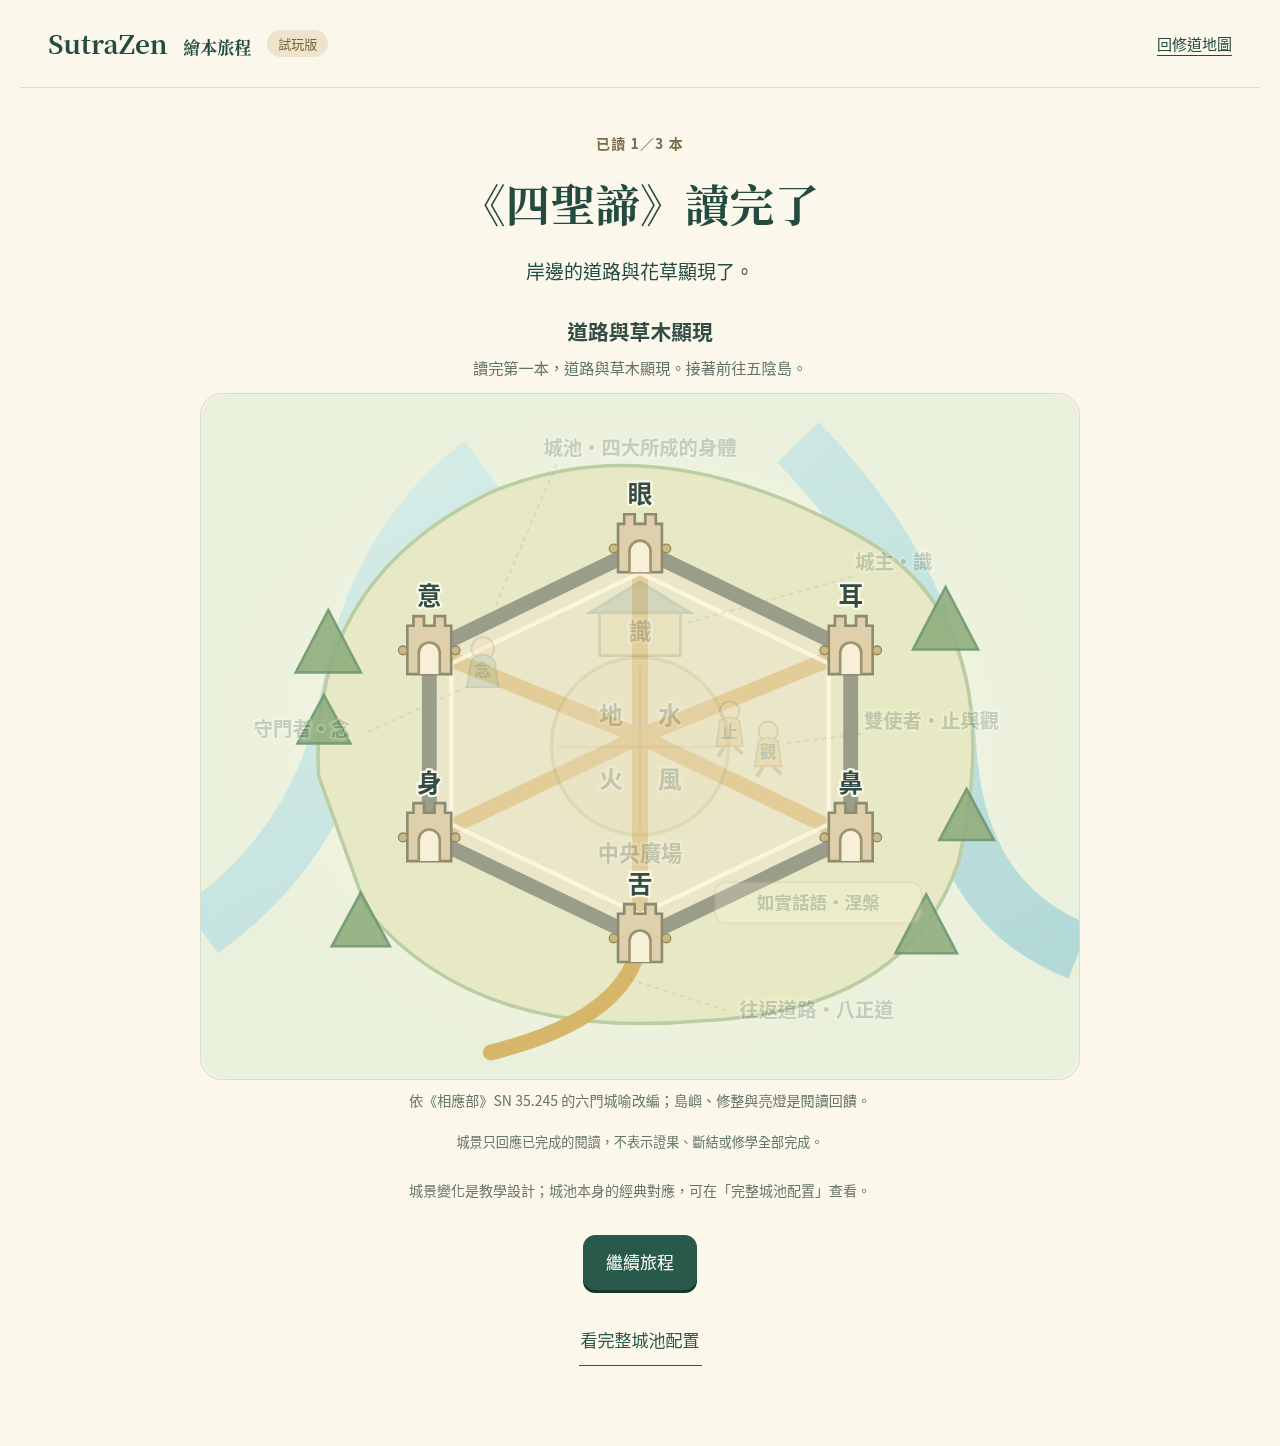 SutraZen 繪本旅程 試玩版
回修道地圖
已讀 1／3 本
《四聖諦》讀完了
岸邊的道路與花草顯現了。
道路與草木顯現
讀完第一本，道路與草木顯現。接著前往五陰島。
城池・四大所成的身體
眼
城主・識
意
耳
識
念
守門者・念
地 水
止
觀
雙使者・止與觀
火 風
身
鼻
中央廣場
舌
如實話語・涅槃
往返道路・八正道
依《相應部》SN 35.245 的六門城喻改編；島嶼、修整與亮燈是閱讀回饋。
城景只回應已完成的閱讀，不表示證果、斷結或修學全部完成。
城景變化是教學設計；城池本身的經典對應，可在「完整城池配置」查看。
繼續旅程
看完整城池配置